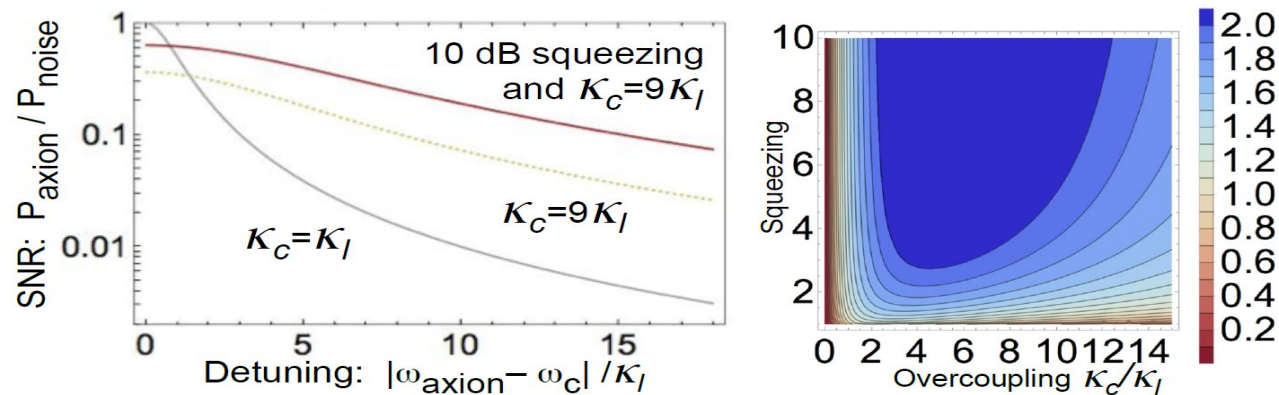 SNR: P_axion / P_noise
1
0.1
0.01
10 dB squeezing
and κ_c=9κ_l
κ_c=9κ_l
κ_c=κ_l
0 5 10 15
Detuning: |ω_axion − ω_c| /κ_l
Squeezing
10
8
6
4
2
0 2 4 6 8 10 12 14
Overcoupling κ_c/κ_l
2.0
1.8
1.6
1.4
1.2
1.0
0.8
0.6
0.4
0.2